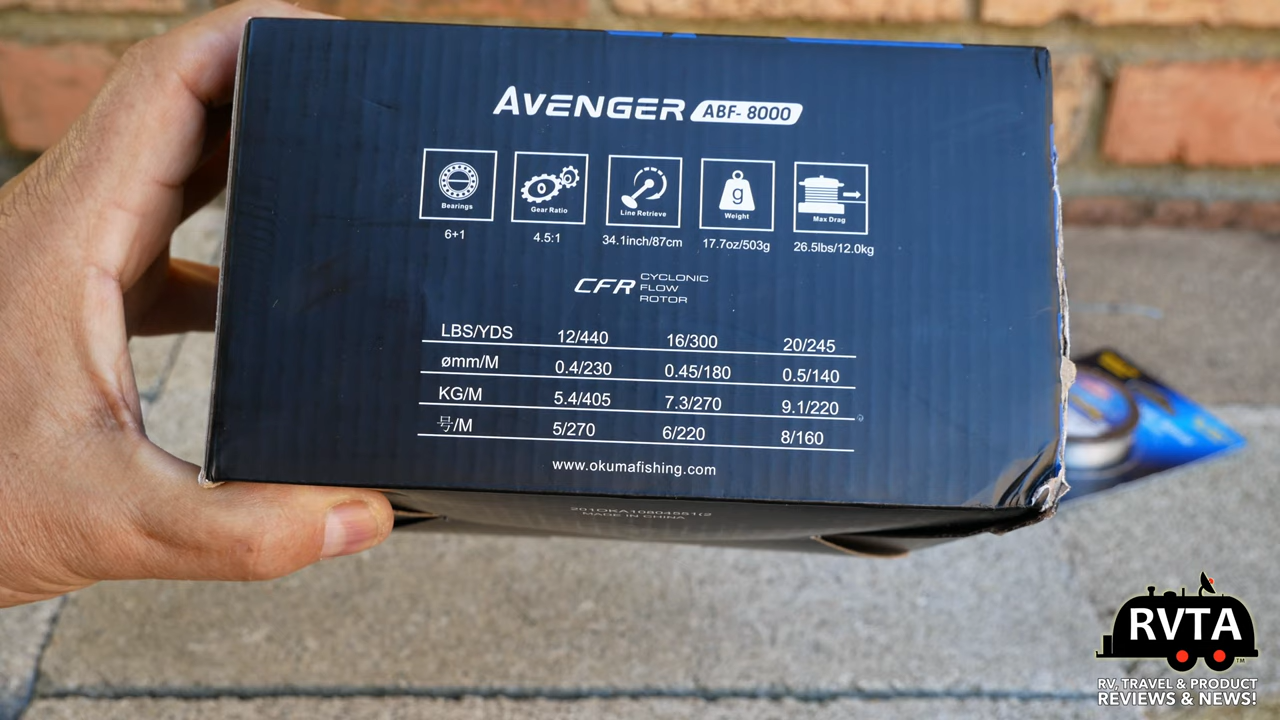 AVENGER ABF- 8000
Bearings Gear Ratio Line Retrieve g Weight Max Drag
6+1 4.5:1 34.1inch/87cm 17.7oz/503g 26.5lbs/12.0kg
CFR CYCLONIC
FLOW
ROTOR
LBS/YDS 12/440 16/300 20/245
ømm/M 0.4/230 0.45/180 0.5/140
KG/M 5.4/405 7.3/270 9.1/220
号/M 5/270 6/220 8/160
www.okumafishing.com
MADE IN CHINA
RVTA
TM
RV, TRAVEL & PRODUCT
REVIEWS & NEWS!